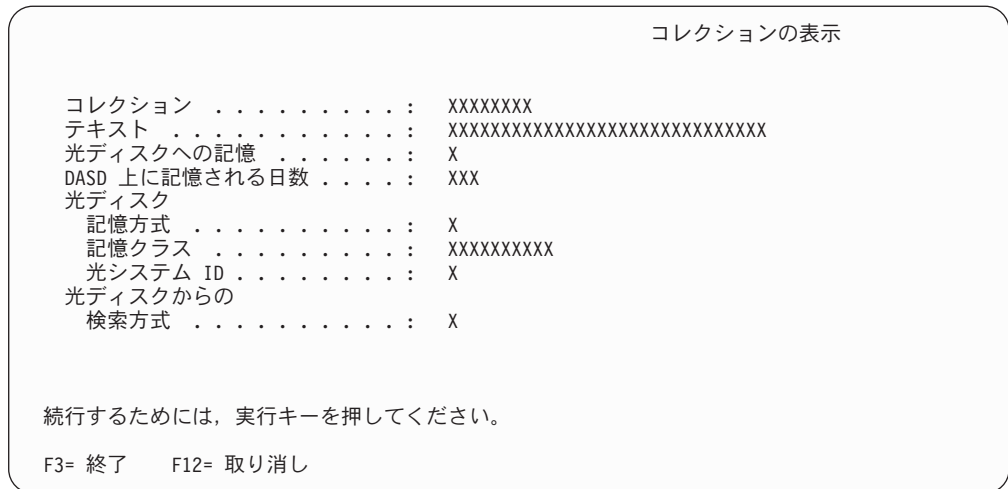 コレクションの表示
コレクション . . . . . . . . . . : XXXXXXXX
テキスト . . . . . . . . . . . . : XXXXXXXXXXXXXXXXXXXXXXXXXXXXXX
光ディスクへの記憶 . . . . . . : X
DASD 上に記憶される日数 . . . . : XXX
光ディスク
記憶方式 . . . . . . . . . . : X
記憶クラス . . . . . . . . . : XXXXXXXXXX
光システム ID . . . . . . . . : X
光ディスクからの
検索方式 . . . . . . . . . . : X
続行するためには, 実行キーを押してください。
F3= 終了 F12= 取り消し